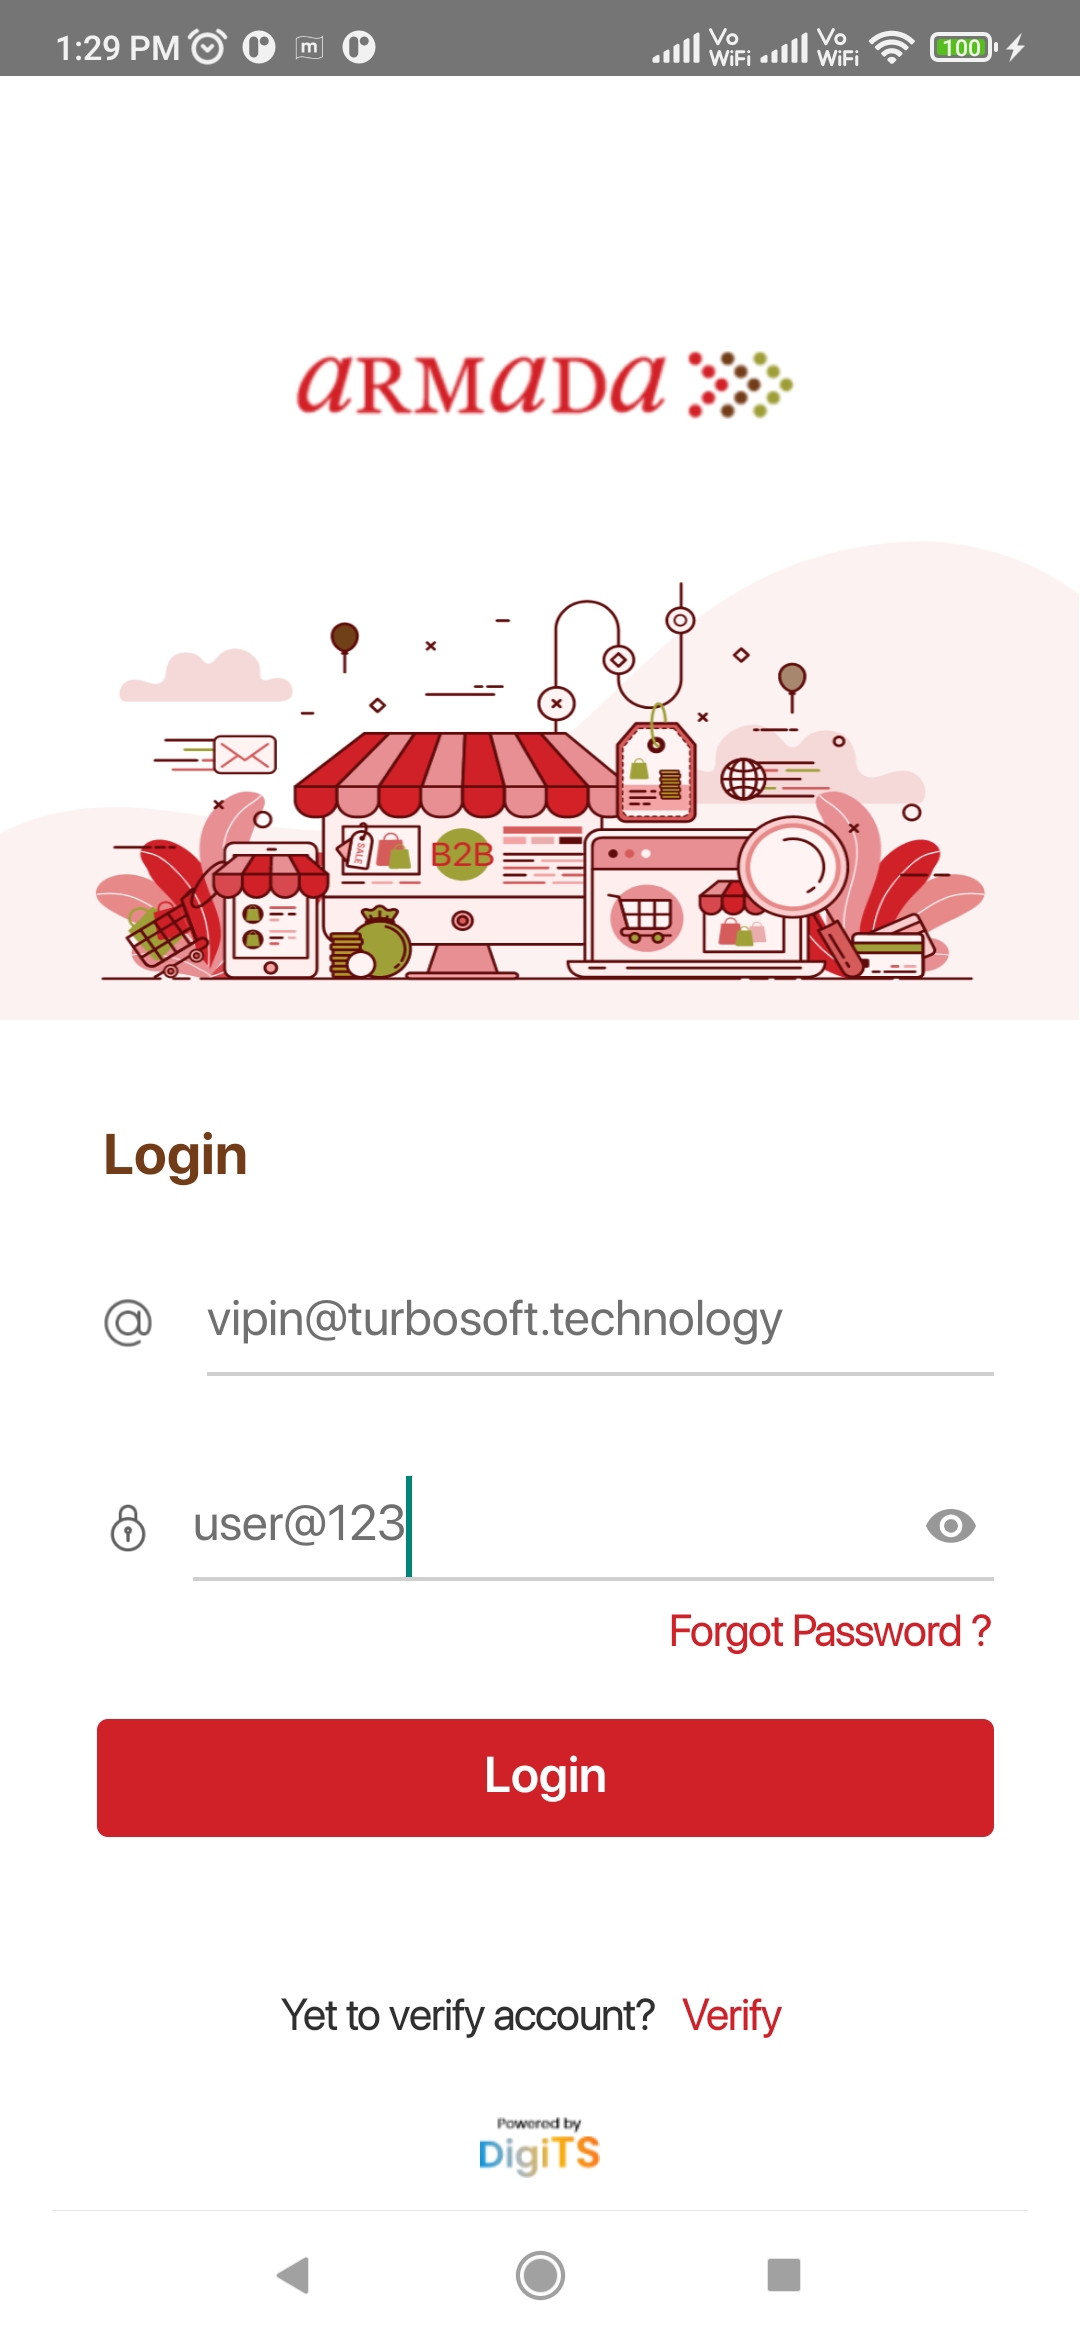 1:29 PM
Vo
WiFi
Vo
WiFi
100
m
aRMaDa
SALE
B2B
Login
@
vipin@turbosoft.technology
user@123
Forgot Password ?
Login
Yet to verify account? Verify
Powered by
DigiTS